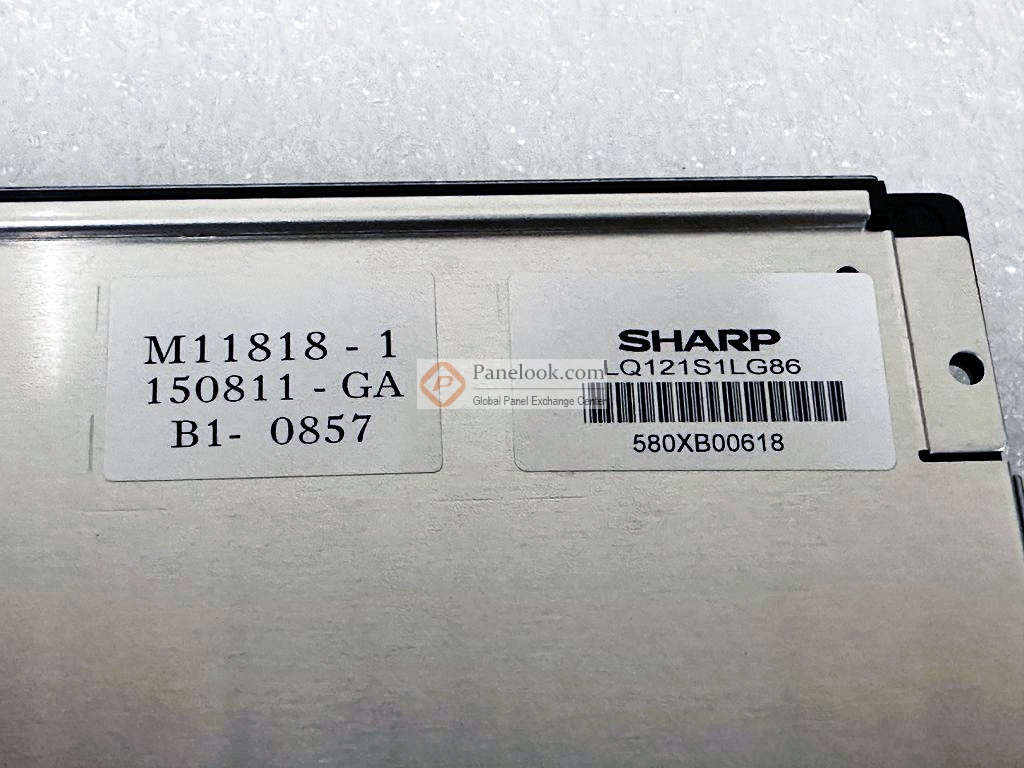 M11818 - 1
150811 - GA
B1- 0857
SHARP
LQ121S1LG86
580XB00618
Panelook.com
Global Panel Exchange Center